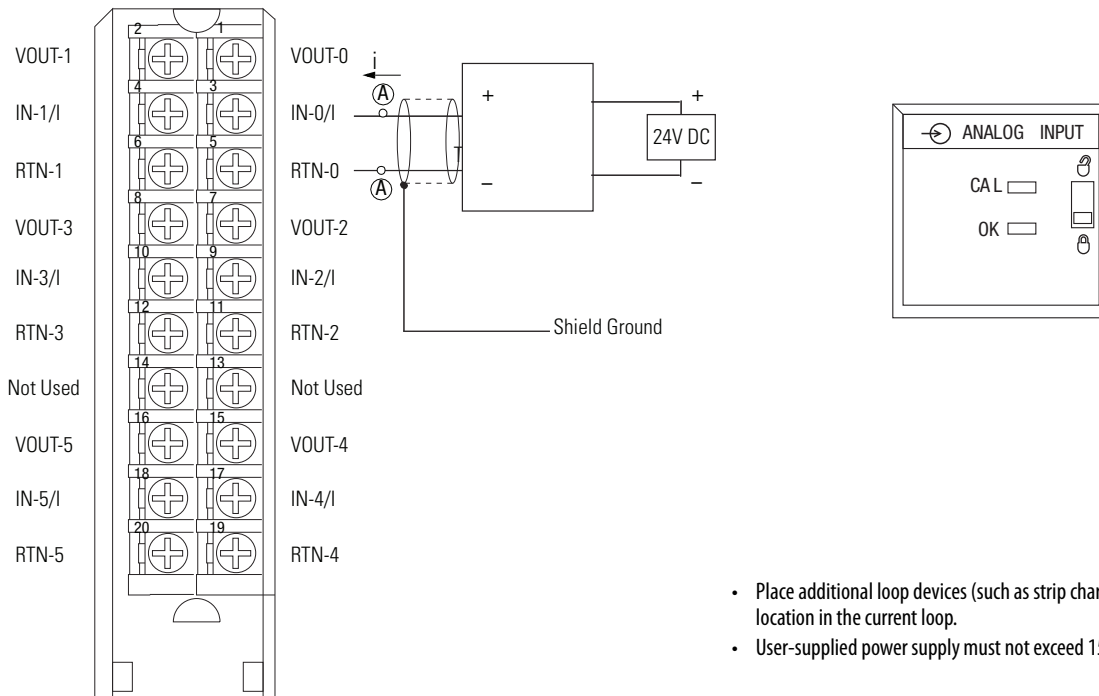 2 1
VOUT-1 VOUT-0 i
4 3
IN-1/I IN-0/I A + + 24V DC
6 5
RTN-1 RTN-0 A T – –
8 7
VOUT-3 VOUT-2
10 9
IN-3/I IN-2/I
12 11
RTN-3 RTN-2 Shield Ground
14 13
Not Used Not Used
16 15
VOUT-5 VOUT-4
18 17
IN-5/I IN-4/I
20 19
RTN-5 RTN-4
ANALOG INPUT
CAL
OK
• Place additional loop devices (such as strip
location in the current loop.
• User-supplied power supply must not exceed